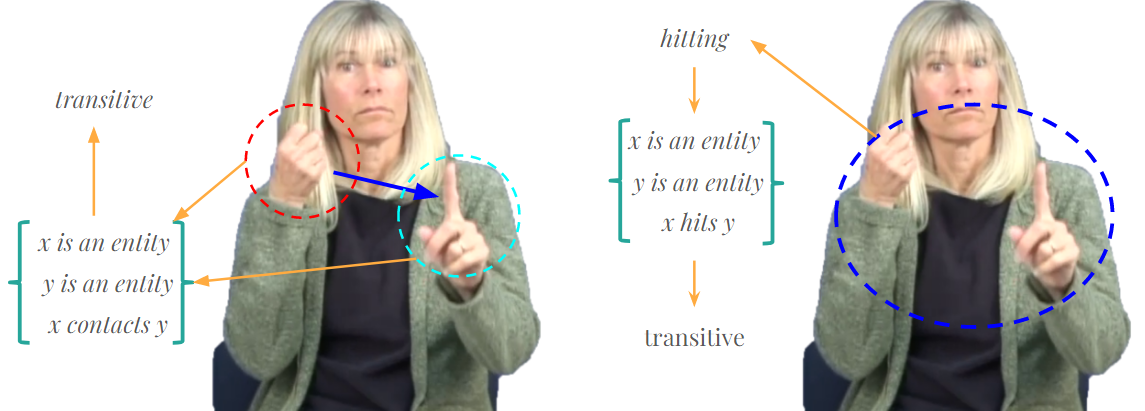 transitive
x is an entity
y is an entity
x contacts y
hitting
x is an entity
y is an entity
x hits y
transitive